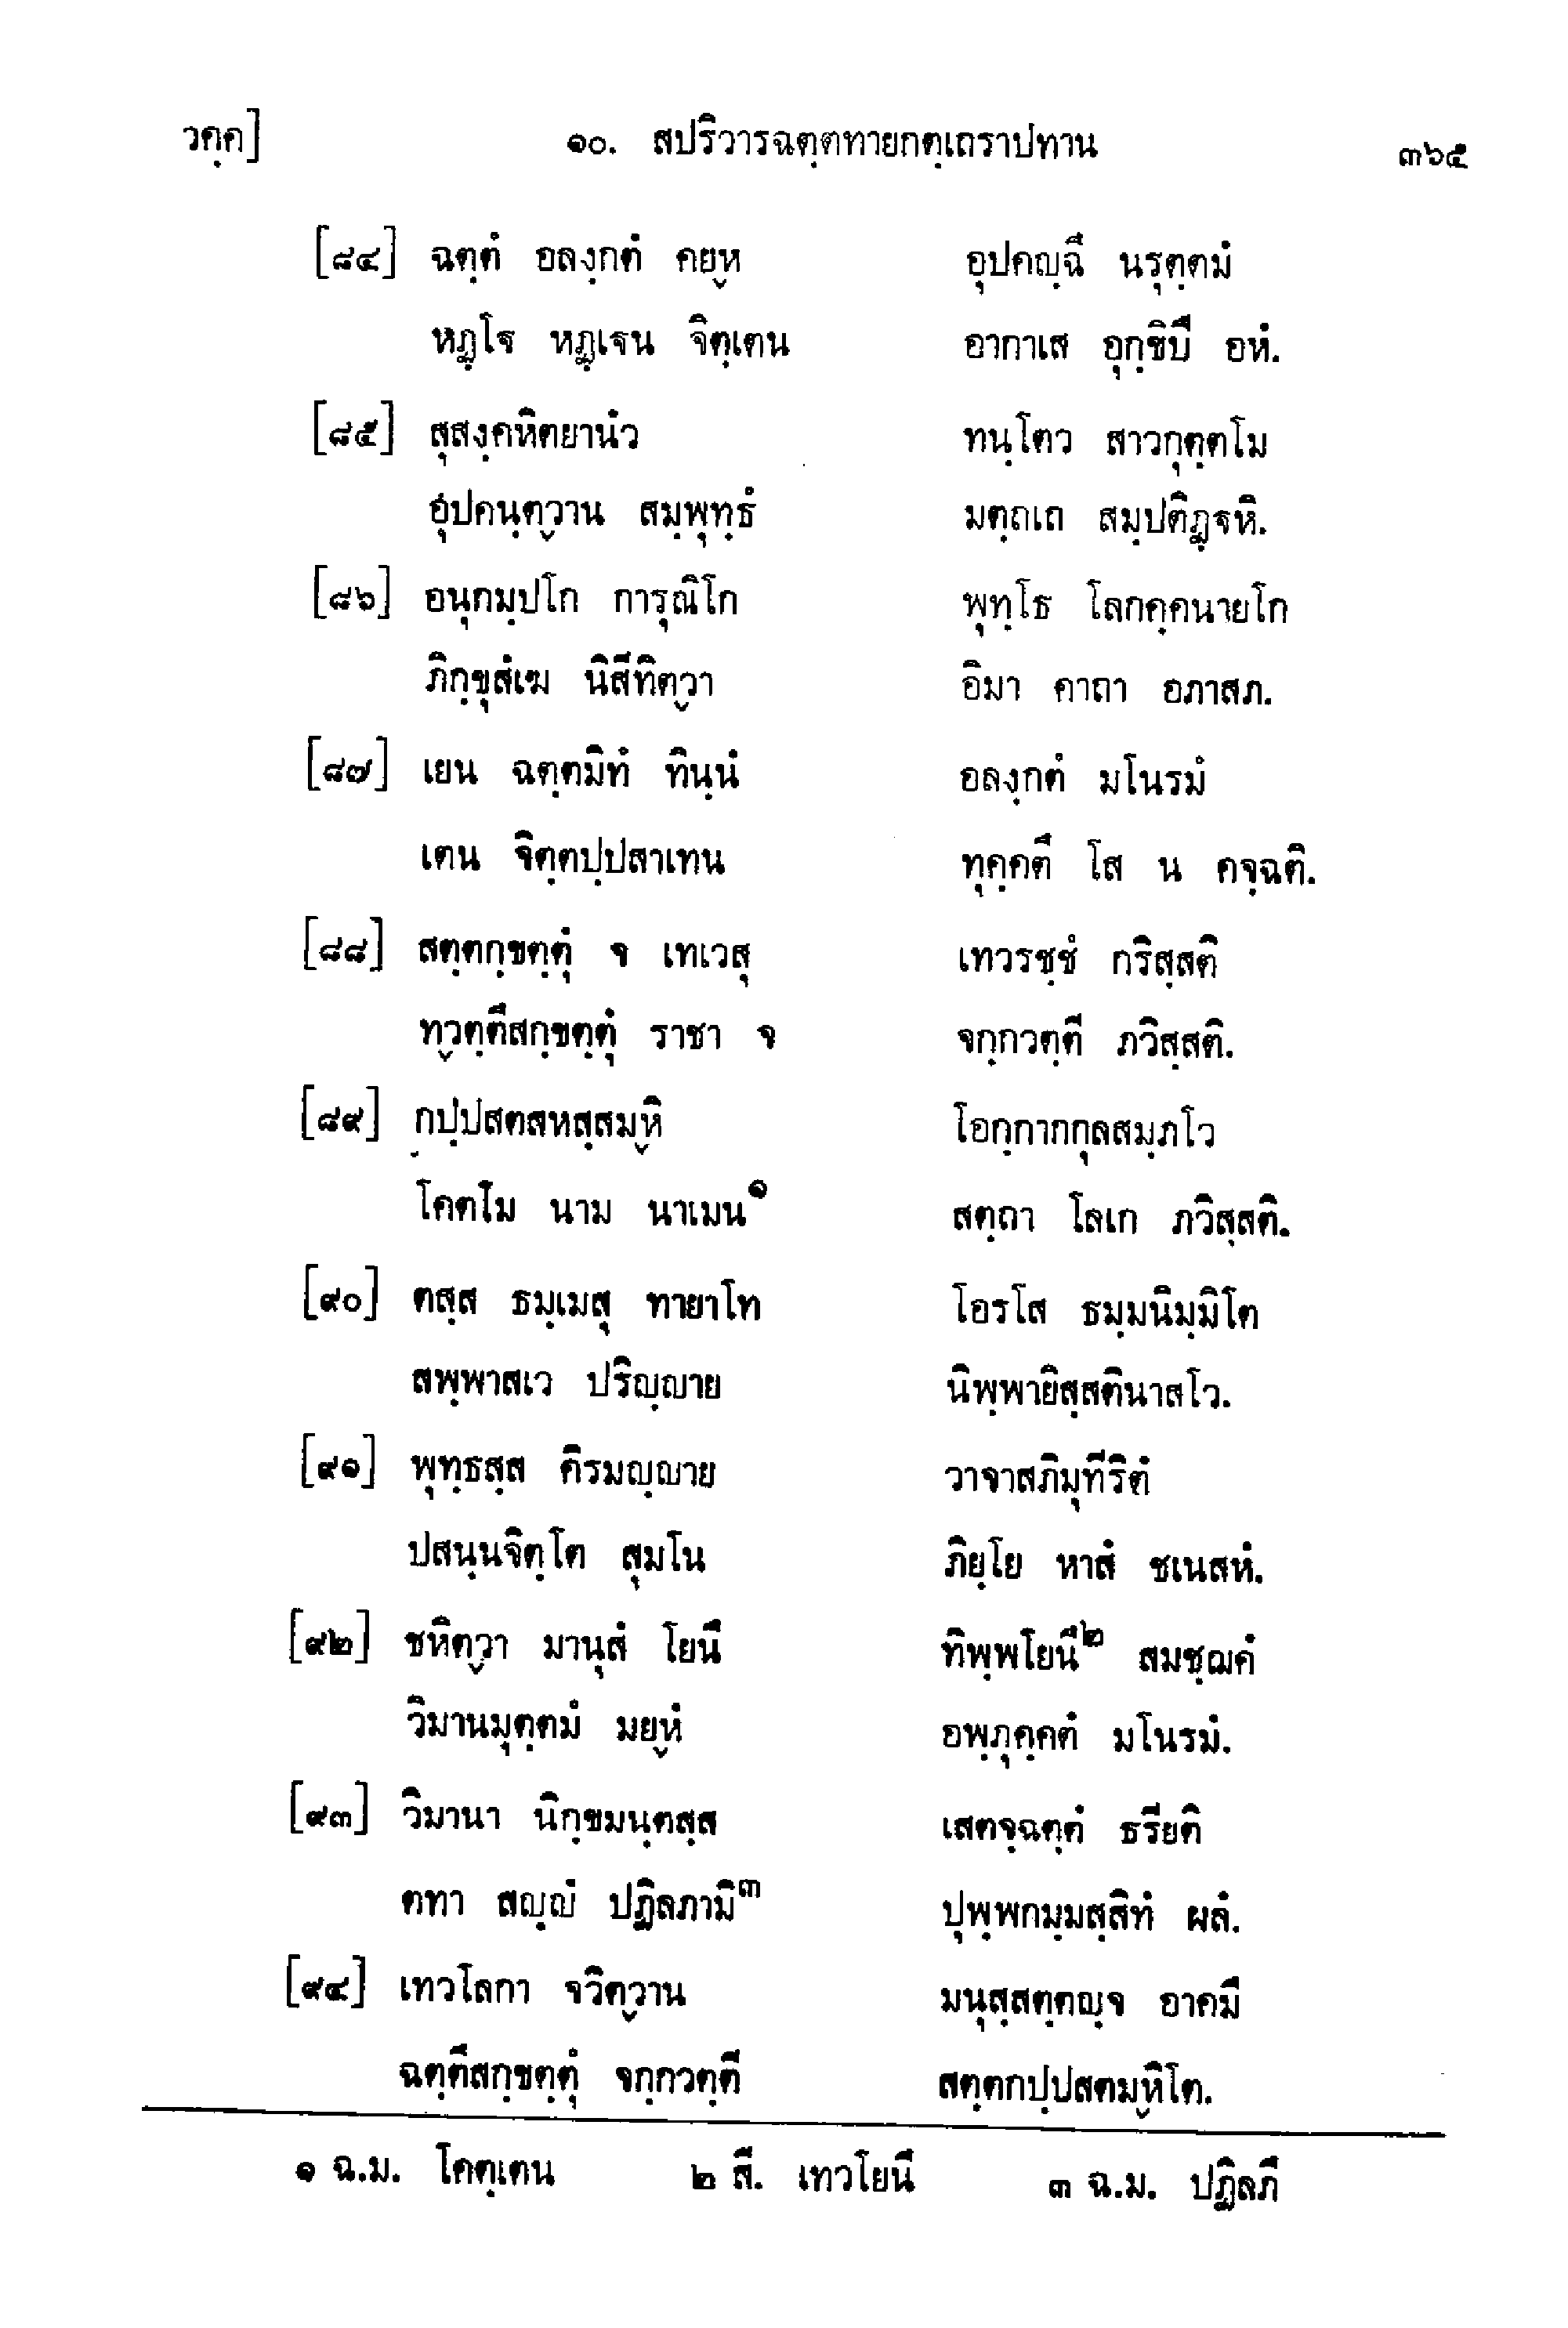 วคฺค] ๑๐. สปริวารฉตฺตทายกตฺเถราปทาน ๓๖๕
[๘๔] ฉตฺตํ อลงฺกตํ คยฺห อุปคญฺฉึ นรุตฺตมํ
หฏฺโฐ หฏฺเฐน จิตฺเตน อากาเส อุกฺขิปึ อหํ.
[๘๕] สุสงฺคหิตยานํว ทนฺโตว สาวกุตฺตโม
อุปคนฺตฺวาน สมฺพุทฺธํ มตฺถเถ สมฺปติฏฺฐหิ.
[๘๖] อนุกมฺปโก การุณิโก พุทฺโธ โลกคฺคนายโก
ภิกฺขุสํเฆ นิสีทิตฺวา อิมา คาถา อภาสถ.
[๘๗] เยน ฉตฺตมิทํ ทินฺนํ อลงฺกตํ มโนรมํ
เตน จิตฺตปฺปสาเทน ทุคฺคตึ โส น คจฺฉติ.
[๘๘] สตฺตกฺขตฺตุํ จ เทเวสุ เทวรชฺชํ กริสฺสติ
ทฺวตฺตึสกฺขตฺตุํ ราชา จ จกฺกวตฺตี ภวิสฺสติ.
[๘๙] กปฺปสตสหสฺสมฺหิ โอกฺกากกุลสมฺภโว
โคตโม นาม นาเมน๑ สตฺถา โลเก ภวิสฺสติ.
[๙๐] ตสฺส ธมฺเมสุ ทายาโท โอรโส ธมฺมนิมฺมิโต
สพฺพาสเว ปริญฺญาย นิพฺพายิสฺสตินาสโว.
[๙๑] พุทฺธสฺส คิรมญฺญาย วาจาสภิมุทีริตํ
ปสนฺนจิตฺโต สุมโน ภิยฺโย หาสํ ชเนสหํ.
[๙๒] ชหิตฺวา มานุสํ โยนึ ทิพฺพโยนึ๒ สมชฺฌคํ
วิมานมุตฺตมํ มยฺหํ อพฺภุคฺคตํ มโนรมํ.
[๙๓] วิมานา นิกฺขมนฺตสฺส เสตจฺฉตฺตํ ธรียติ
ตทา สญฺญํ ปฏิลภามิ๓ ปุพฺพกมฺมสฺสิทํ ผลํ.
[๙๔] เทวโลกา จวิตฺวาน มนุสฺสตฺตญฺจ อาคมึ
ฉตฺตึสกฺขตฺตุํ จกฺกวตฺตี สตฺตกปฺปสตมฺหิโต.
๑ ฉ.ม. โคตฺเตน ๒ สี. เทวโยนึ ๓ ฉ.ม. ปฏิลภึ